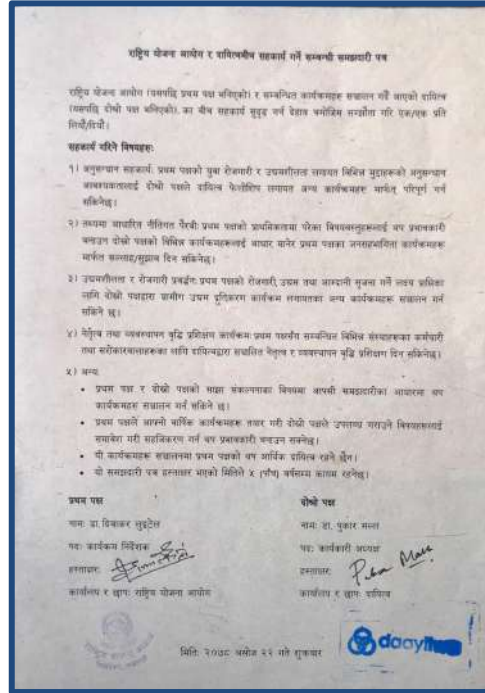 राष्ट्रिय योजना आयोग र दायित्वबीच सहकार्य गर्ने सम्बन्धी समझदारी पत्र
राष्ट्रिय योजना आयोग (यसपछि प्रथम पक्ष भनिएको) र सम्बन्धित कार्यक्रमहरू सञ्चालन गर्दै आएको दायित्व
(यसपछि दोश्रो पक्ष भनिएको) का बीच सहकार्य सुदृढ गर्न देहाय बमोजिम सम्झौता गरि एक/एक प्रति
लियौं/दियौं।
सहकार्य गरिने विषयहरु:
१। अनुसन्धान सहकार्य: प्रथम पक्षको युवा रोजगारी र उद्यमशीलता लगायत विभिन्न मुद्दाहरूको अनुसन्धान
आवश्यकतालाई दोश्रो पक्षले दायित्व फेलोशिप लगायत अन्य कार्यक्रमहरू मार्फत् परिपूर्ण गर्न
सकिनेछ।
२। तथ्यमा आधारित नीतिगत पैरवी: प्रथम पक्षको प्राथमिकतामा परेका विषयवस्तुहरूलाई थप प्रभावकारी
बनाउन दोस्रो पक्षको विभिन्न कार्यक्रमहरूलाई आधार बनेर प्रथम पक्षका जनसहभागिता कार्यक्रमहरू
मार्फत सल्लाह/सुझाव दिन सकिनेछ।
३। उद्यमशीलता र रोजगारी प्रवर्द्धन: प्रथम पक्षको रोजगारी, उद्यम तथा आम्दानी सृजना गर्ने लक्ष्य प्राप्तिका
लागि दोश्रो पक्षद्वारा ग्रामीण उद्यम दृढिकरण कार्यक्रम लगायतका अन्य कार्यक्रमहरू सञ्चालन गर्न
सकिने छ।
४। नेतृत्व तथा व्यवस्थापन वृद्धि प्रशिक्षण कार्यक्रम: प्रथम पक्षसँग सम्बन्धित विभिन्न संस्थाहरूका कर्मचारी
तथा सरोकारवालाहरूका लागि दायित्वद्वारा सञ्चालित नेतृत्व र व्यवस्थापन वृद्धि प्रशिक्षण दिन सकिनेछ।
५। अन्य:
• प्रथम पक्ष र दोश्रो पक्षको साझा संकल्पनाका विषयमा आपसी समझदारीका आधारमा थप
कार्यक्रमहरू सञ्चालन गर्न सकिने छ।
• प्रथम पक्षले आफ्नो वार्षिक कार्यक्रमहरू तयार गरी दोश्रो पक्षले उपलब्ध गराउने विषयहरूलाई
समावेश गरी सहजिकरण गर्न थप प्रभावकारी बनाउन सक्नेछ।
• यी कार्यक्रमहरू सञ्चालनमा प्रथम पक्षको थप आर्थिक दायित्व रहने छैन।
• यो समझदारी पत्र हस्ताक्षर भएको मितिले ५ (पाँच) वर्षसम्म कायम रहनेछ।
प्रथम पक्ष
नाम: डा. दिवाकर लुइटेल
पद: कार्यक्रम निर्देशक
हस्ताक्षर:
कार्यालय र छाप: राष्ट्रिय योजना आयोग
दोश्रो पक्ष
नाम: डा. पुकार मल्ल
पद: कार्यकारी अध्यक्ष
हस्ताक्षर: Pukar Malla
कार्यालय र छाप: दायित्व
मिति: २०७८ असोज २२ गते शुक्रवार
daayitwa